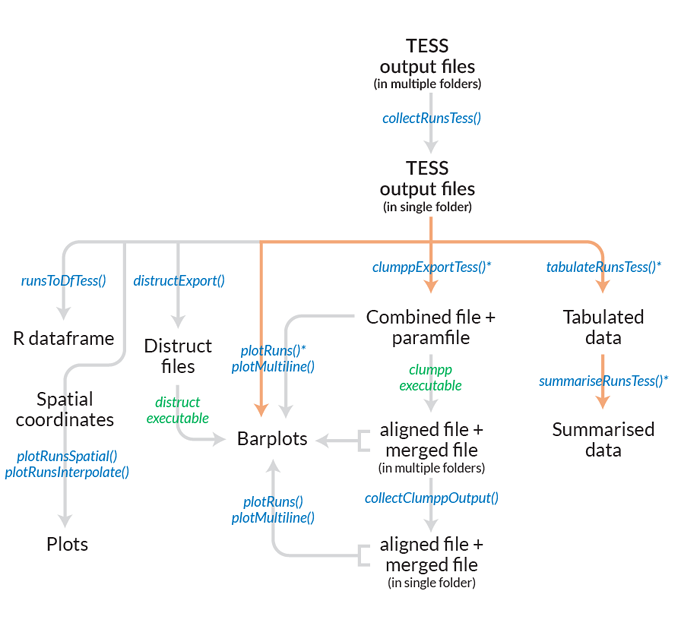 TESS
output files
(in multiple folders)
collectRunsTess()
TESS
output files
(in single folder)
runsToDfTess()
distructExport()
clumppExportTess()*
tabulateRunsTess()*
R dataframe
Distruct
files
plotRuns()*
plotMultiline()
Combined file +
paramfile
Tabulated
data
clumpp
executable
summariseRunsTess()*
Spatial
coordinates
distruct
executable
plotRunsSpatial()
plotRunsInterpolate()
Barplots
aligned file +
merged file
(in multiple folders)
Summarised
data
plotRuns()
plotMultiline()
collectClumppOutput()
Plots
aligned file +
merged file
(in single folder)